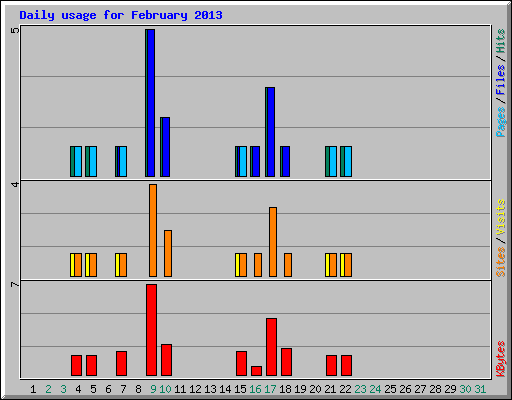 Daily usage for February 2013
5
4
7
Pages / Files / Hits
Sites / Visits
KBytes
1 2 3 4 5 6 7 8 9 10 11 12 13 14 15 16 17 18 19 20 21 22 23 24 25 26 27 28 29 30 31